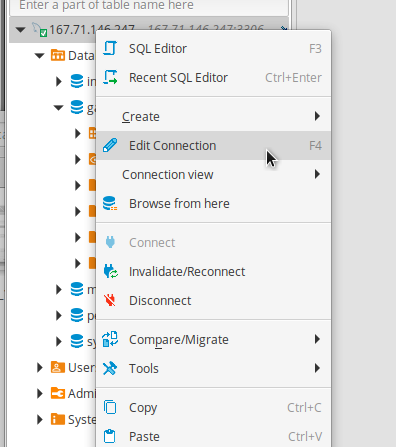 Enter a part of table name here
167.71.146.247 - 167.71.146.247:3306
SQL Editor F3
Data
Recent SQL Editor Ctrl+Enter
in
ga
Create
Edit Connection F4
Connection view
Browse from here
Connect
Invalidate/Reconnect
m
Disconnect
pe
Compare/Migrate
sy
User
Tools
Admi
Copy Ctrl+C
Syste
Paste Ctrl+V